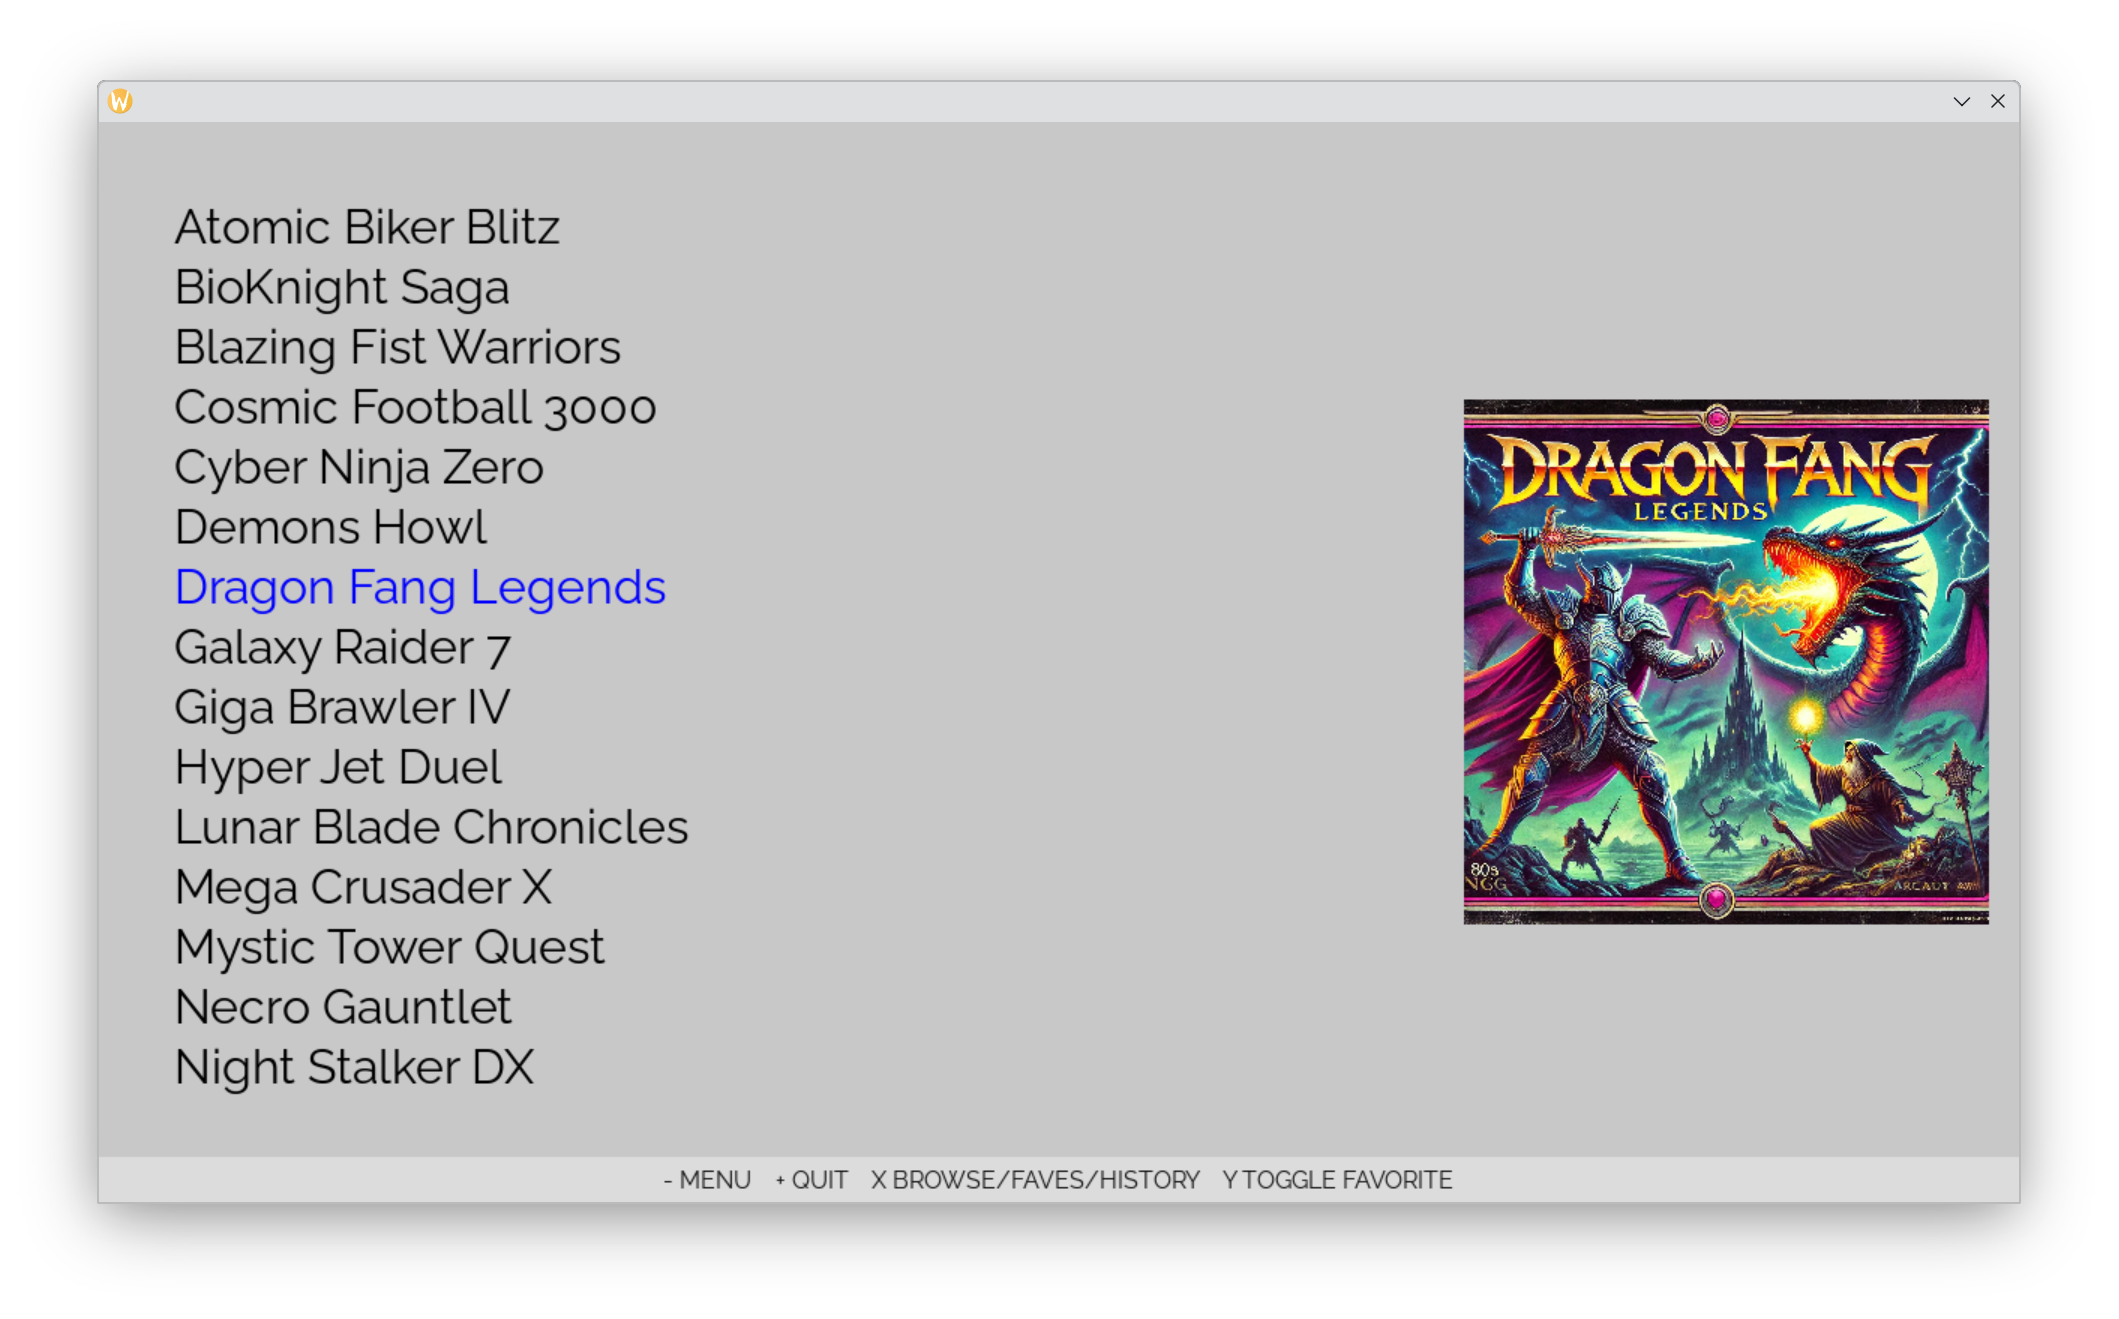 Atomic Biker Blitz
BioKnight Saga
Blazing Fist Warriors
Cosmic Football 3000
Cyber Ninja Zero
Demons Howl
Dragon Fang Legends
Galaxy Raider 7
Giga Brawler IV
Hyper Jet Duel
Lunar Blade Chronicles
Mega Crusader X
Mystic Tower Quest
Necro Gauntlet
Night Stalker DX
DRAGON FANG
LEGENDS
80s
- MENU + QUIT X BROWSE/FAVES/HISTORY Y TOGGLE FAVORITE